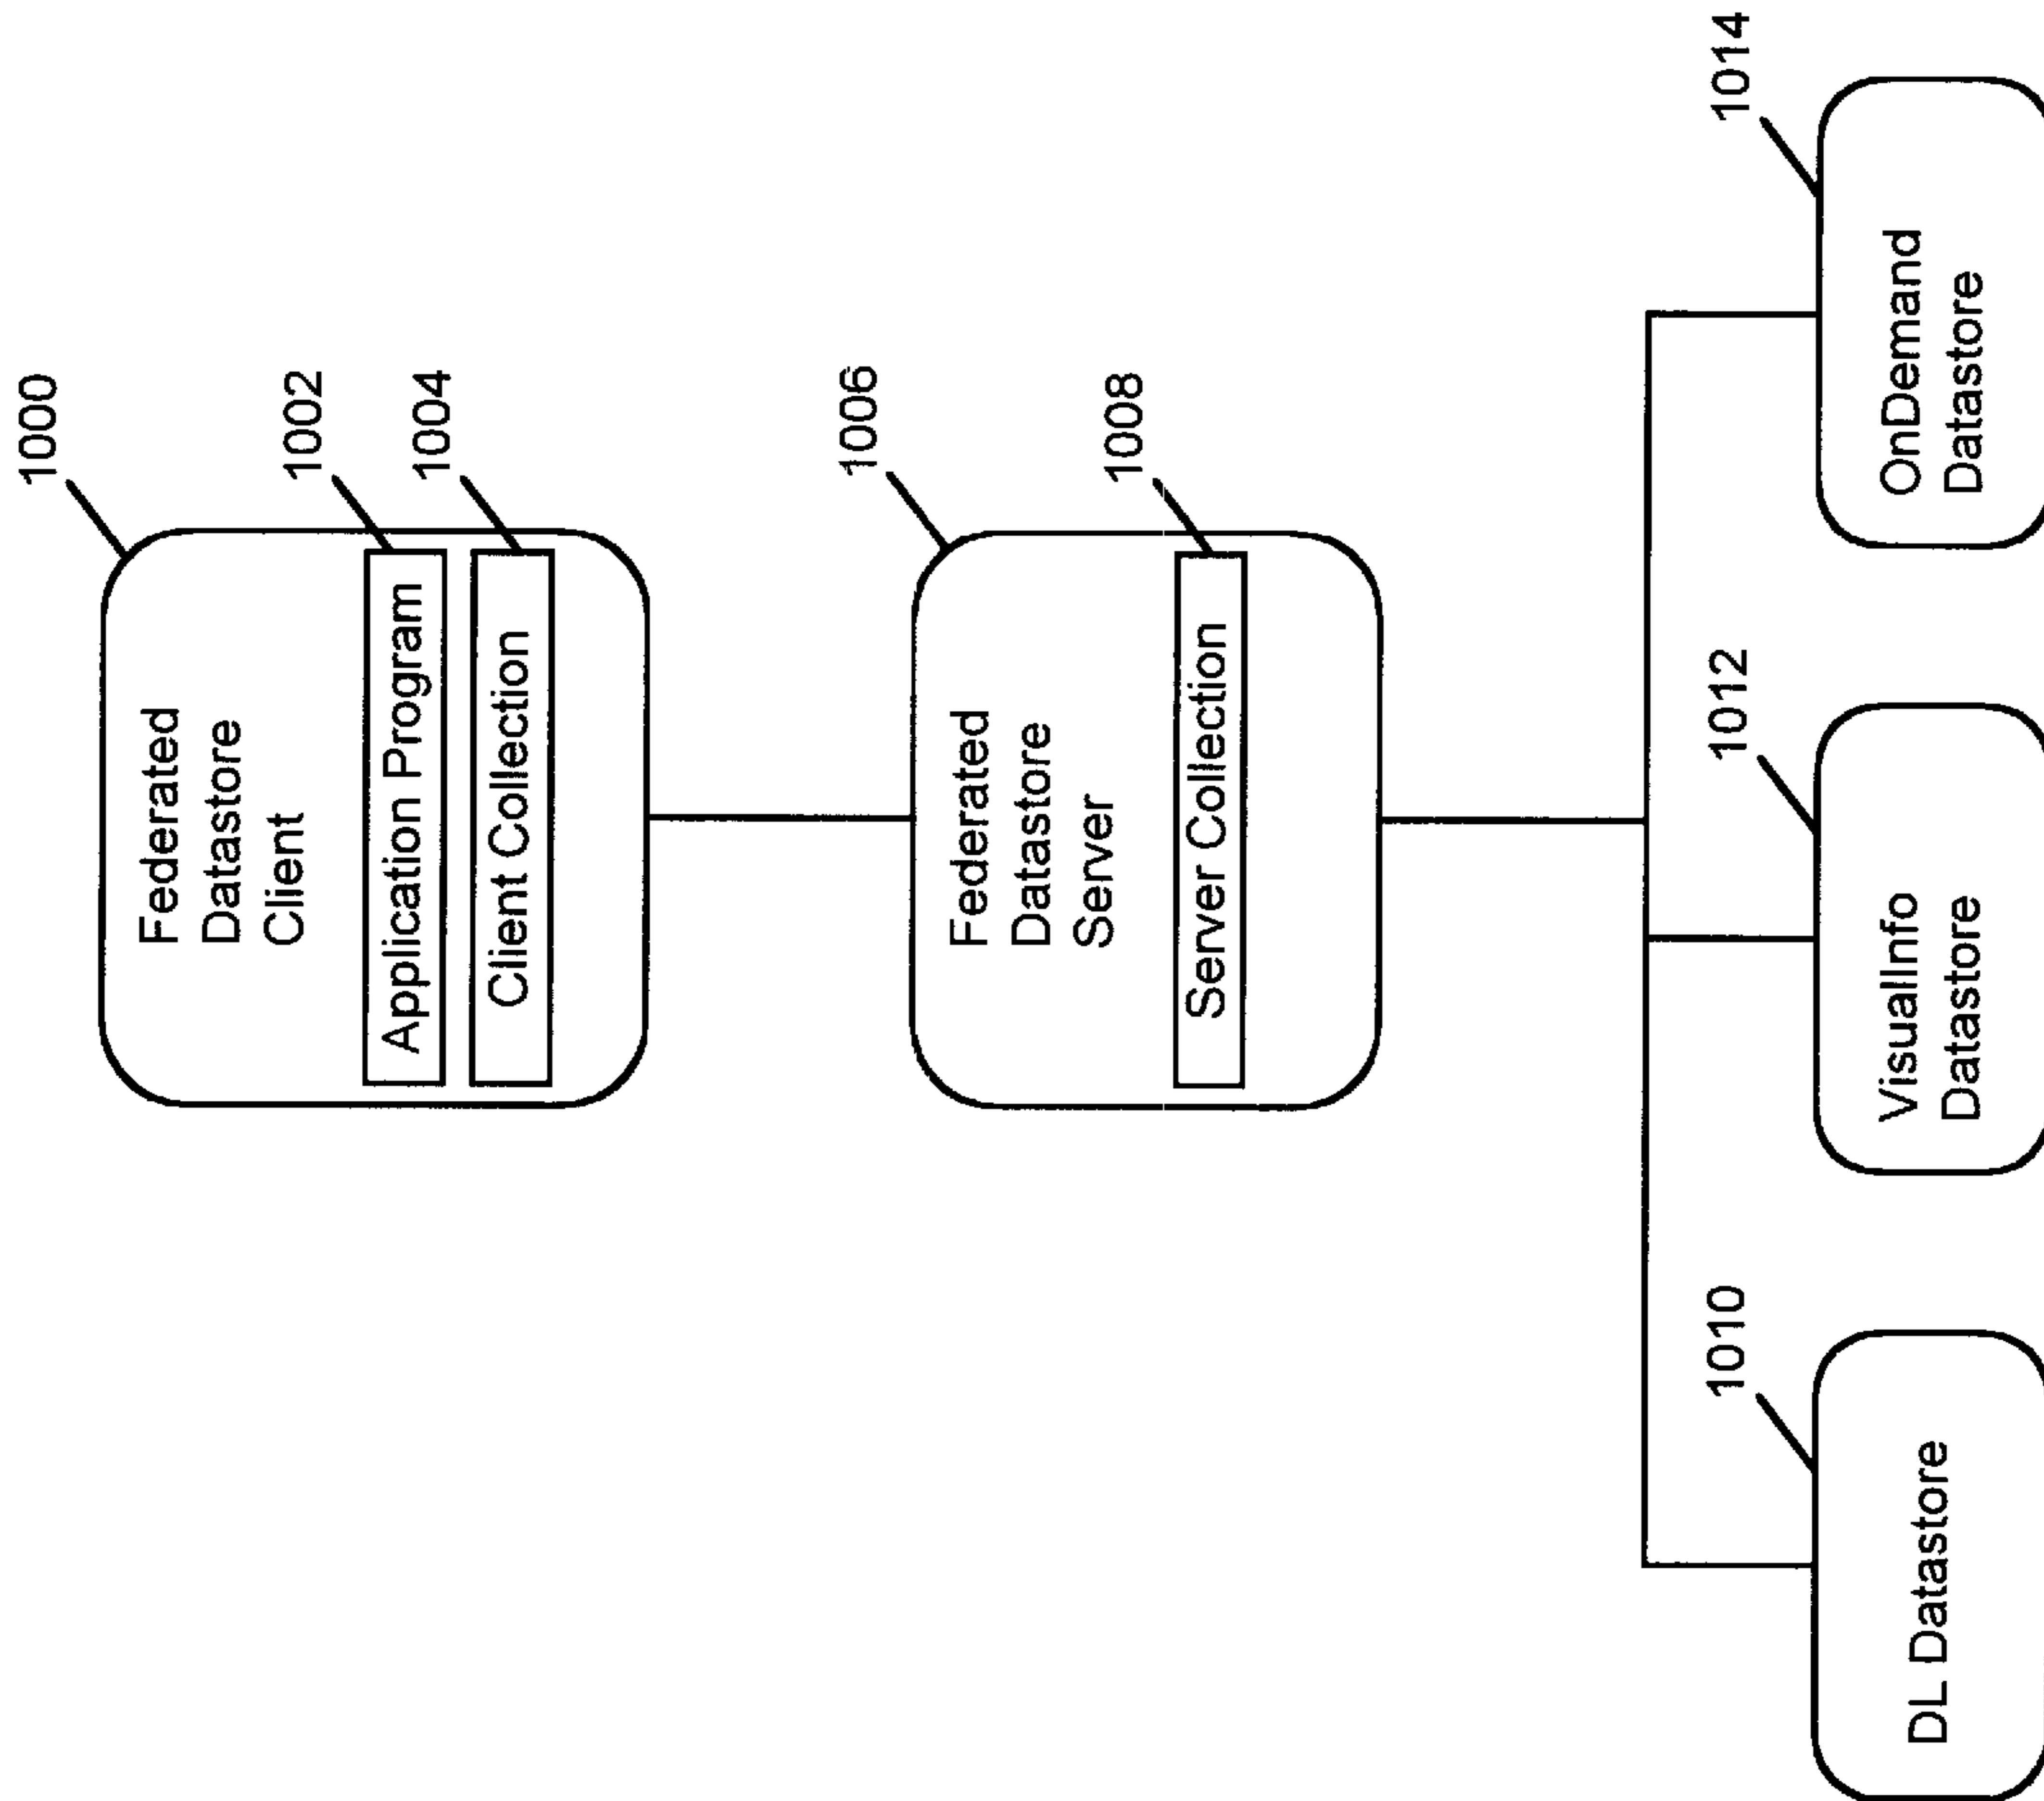 1000
Federated
Datastore
Client
1002
Application Program
1004
Client Collection
1006
Federated
Datastore
Server
1008
Server Collection
1010
DL Datastore
1012
VisualInfo
Datastore
1014
OnDemand
Datastore